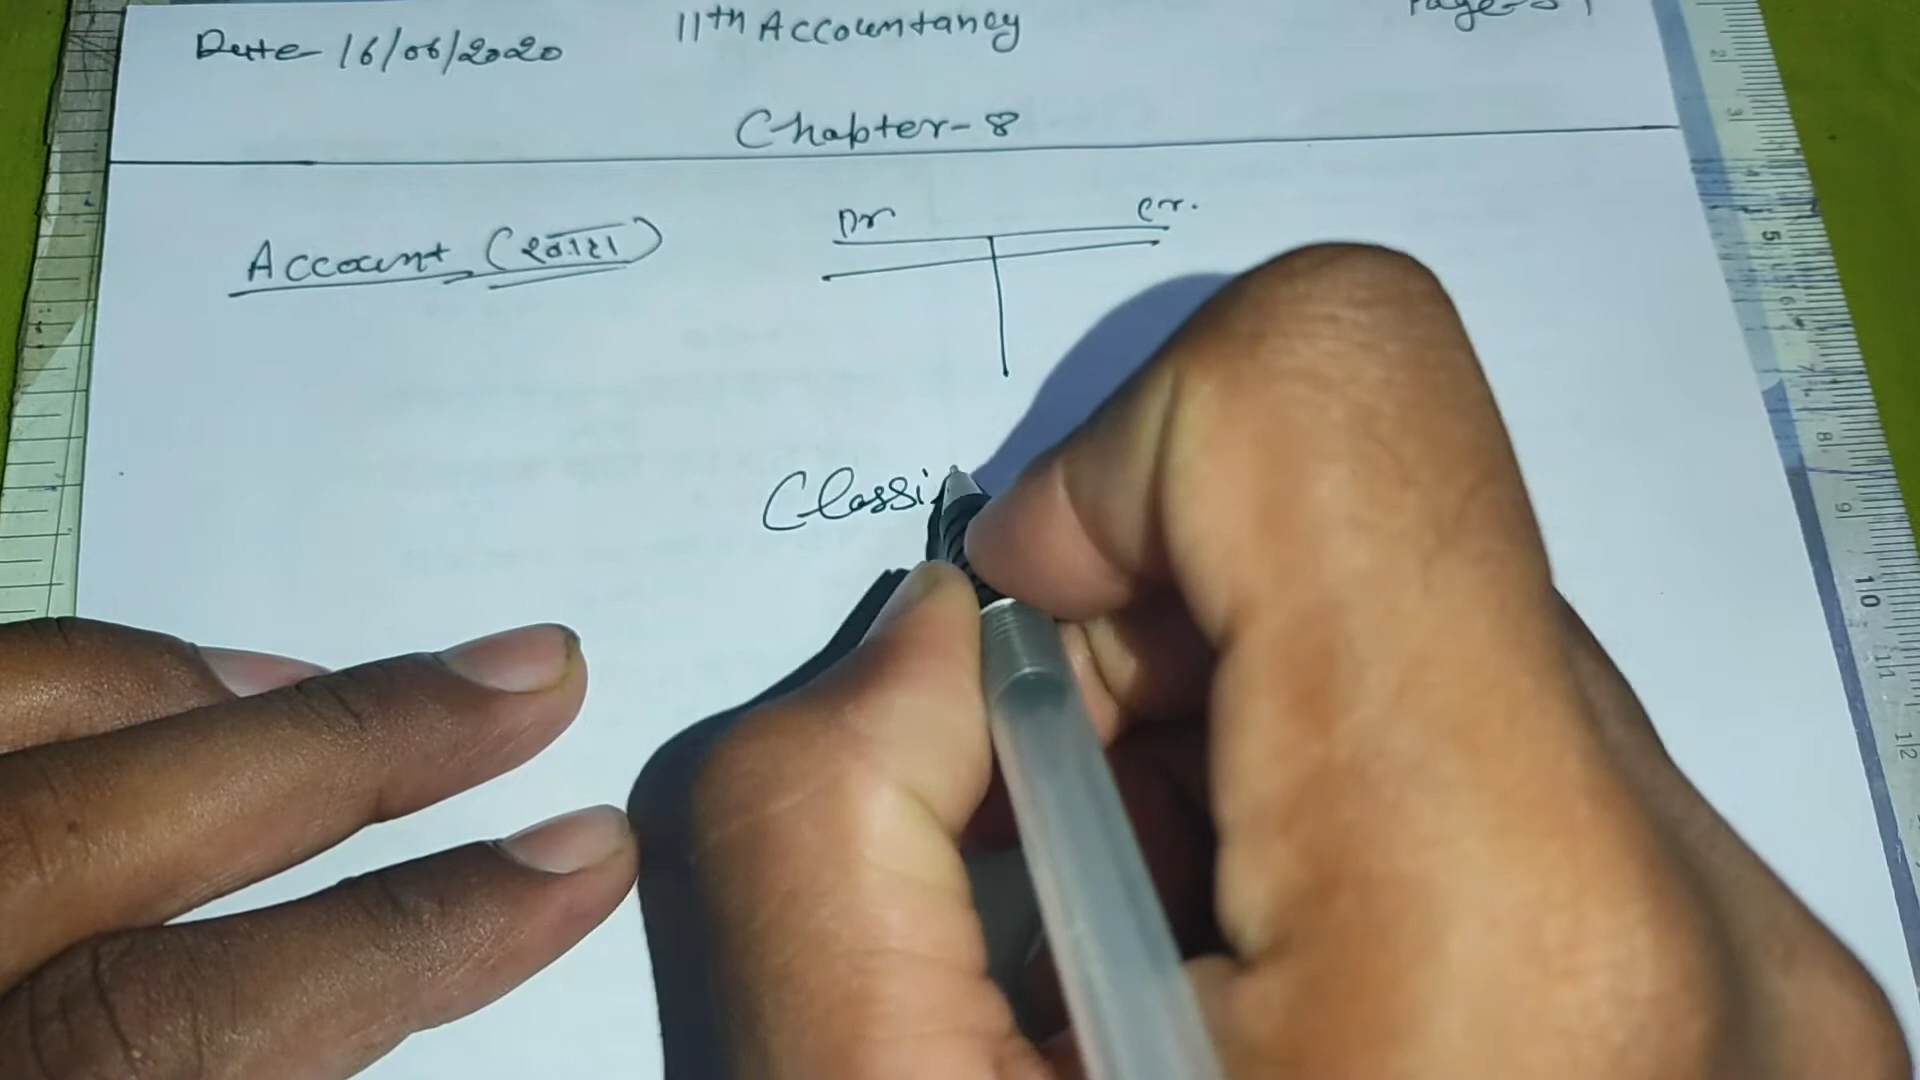 Date- 16/06/2020 11th Accountancy
Chapter-8
Account (खाता) Dr Cr.
Classi